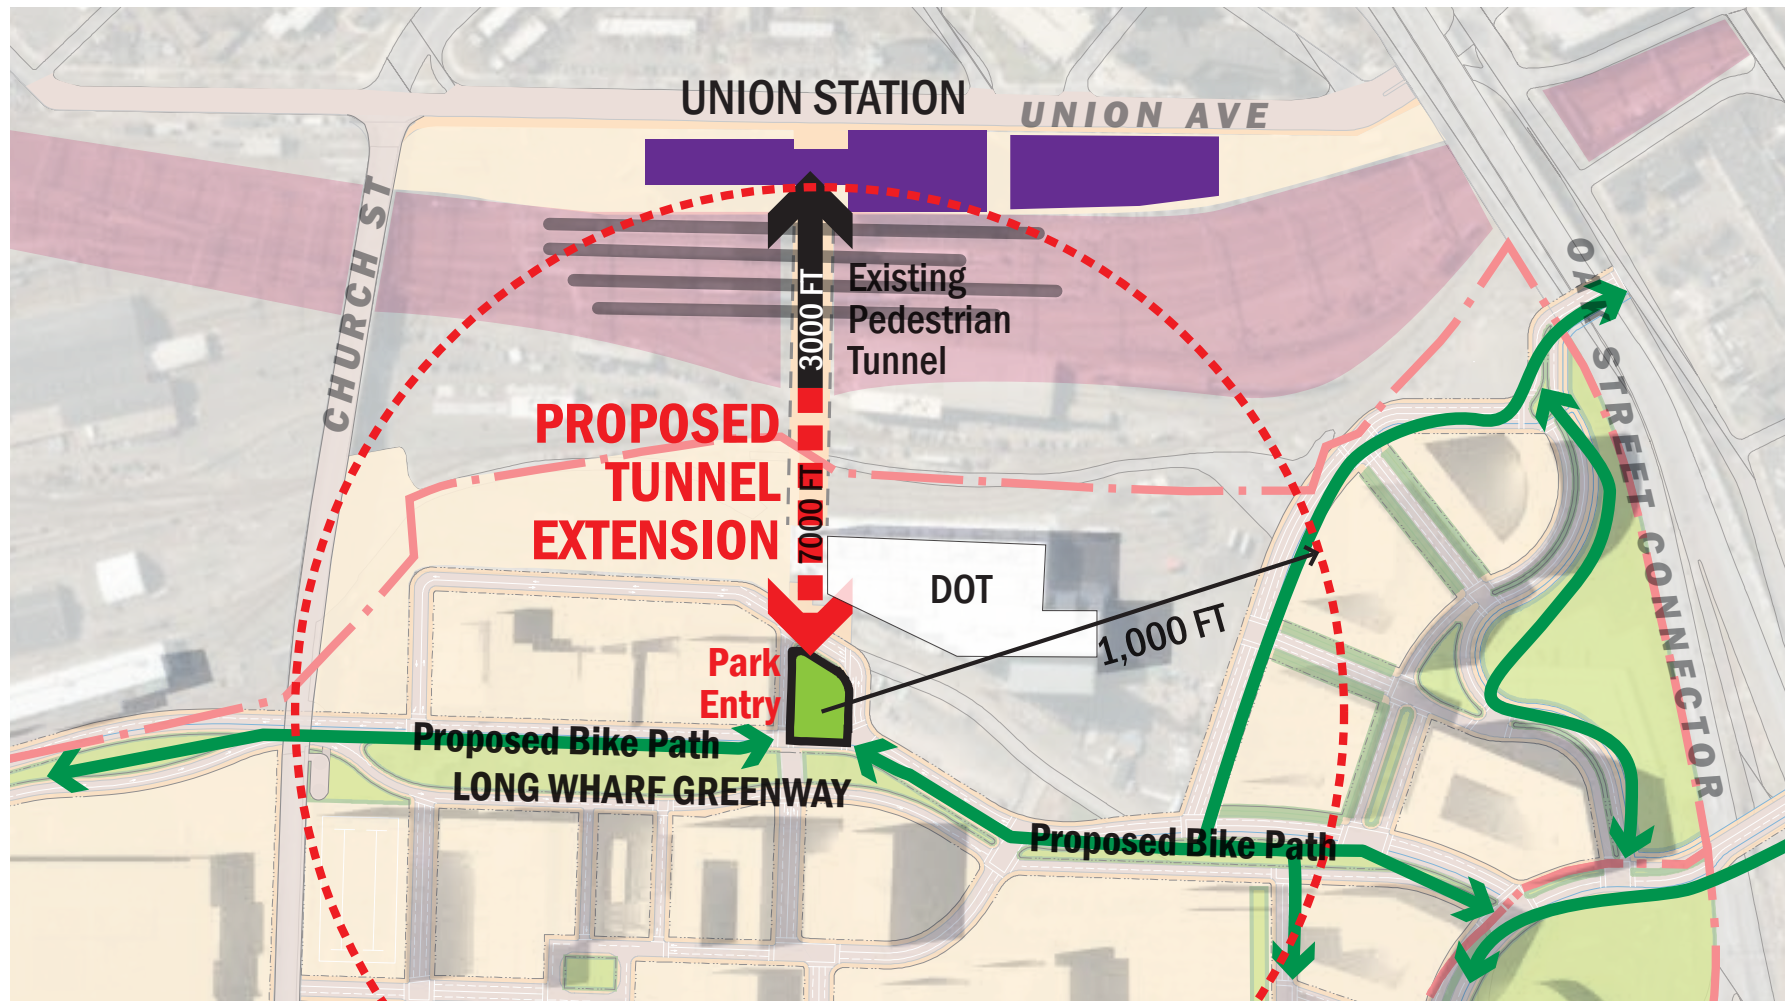 UNION STATION
UNION AVE
CHURCH ST
OAK STREET CONNECTOR
3000 FT
Existing
Pedestrian
Tunnel
PROPOSED
TUNNEL
EXTENSION
7000 FT
DOT
1,000 FT
Park
Entry
Proposed Bike Path
LONG WHARF GREENWAY
Proposed Bike Path